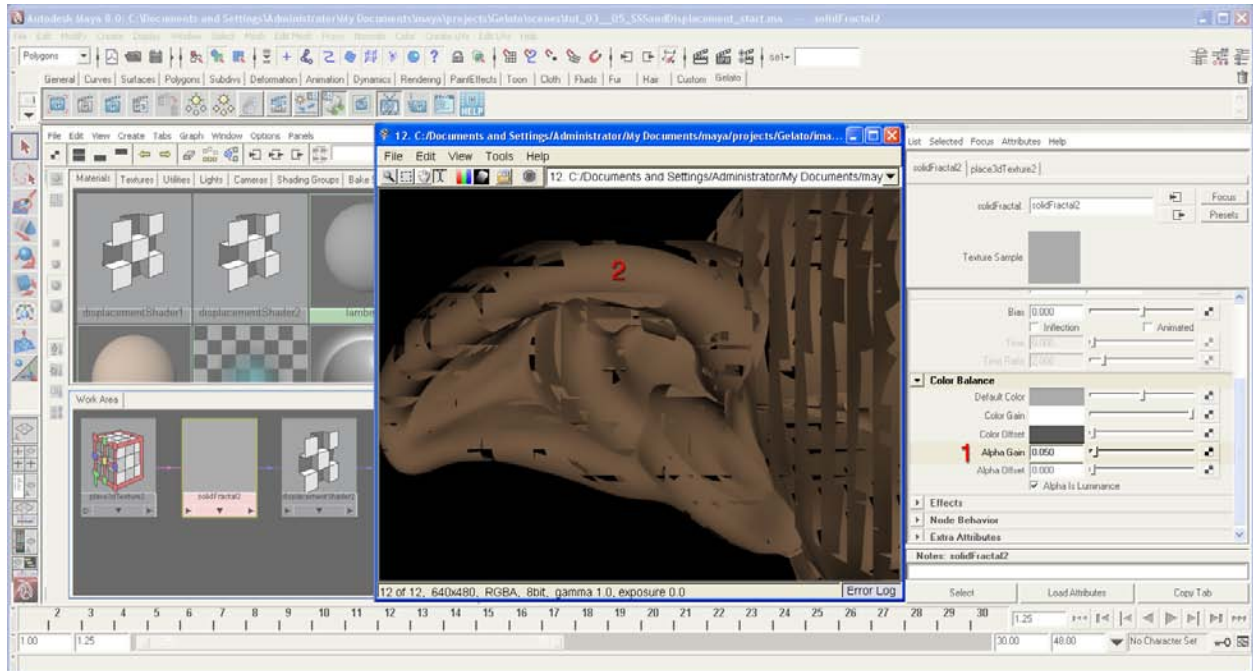 Autodesk Maya 8.0: C:\Documents and Settings\Administrator\My Documents\maya\projects\Gelato\scenes\tut_03__05_SSSandDisplacement_start.ma --- solidFractal2
File Edit Modify Create Display Window
Polygons
sel-
General Curves Surfaces Polygons Subdivs Deformation Animation Dynamics Rendering PaintEffects Toon Cloth Fluids Fur Hair Custom Gelato
HELP
File Edit View Create Tabs Graph Window Options Panels
Materials Textures Utilities Lights Cameras Shading Groups Bake S
displacementShader1 displacementShader2 lambe
Work Area
place3dTexture2 solidFractal2 displacementShader2
12. C:/Documents and Settings/Administrator/My Documents/maya/projects/Gelato/ima...
File Edit View Tools Help
12. C:/Documents and Settings/Administrator/My Documents/may
2
12 of 12, 640x480, RGBA, 8bit, gamma 1.0, exposure 0.0
Error Log
List Selected Focus Attributes Help
solidFractal2 place3dTexture2
solidFractal: solidFractal2
Focus
Presets
Texture Sample
Bias 0.000
Inflection Animated
Time 0.000
Time Ratio 2.000
Color Balance
Default Color
Color Gain
Color Offset
1 Alpha Gain 0.050
Alpha Offset 0.000
Alpha Is Luminance
Effects
Node Behavior
Extra Attributes
Notes: solidFractal2
Select Load Attributes Copy Tab
2 3 4 5 6 7 8 9 10 11 12 13 14 15 16 17 18 19 20 21 22 23 24 25 26 27 28 29 30
1.25
1.00 1.25 30.00 48.00 No Character Set